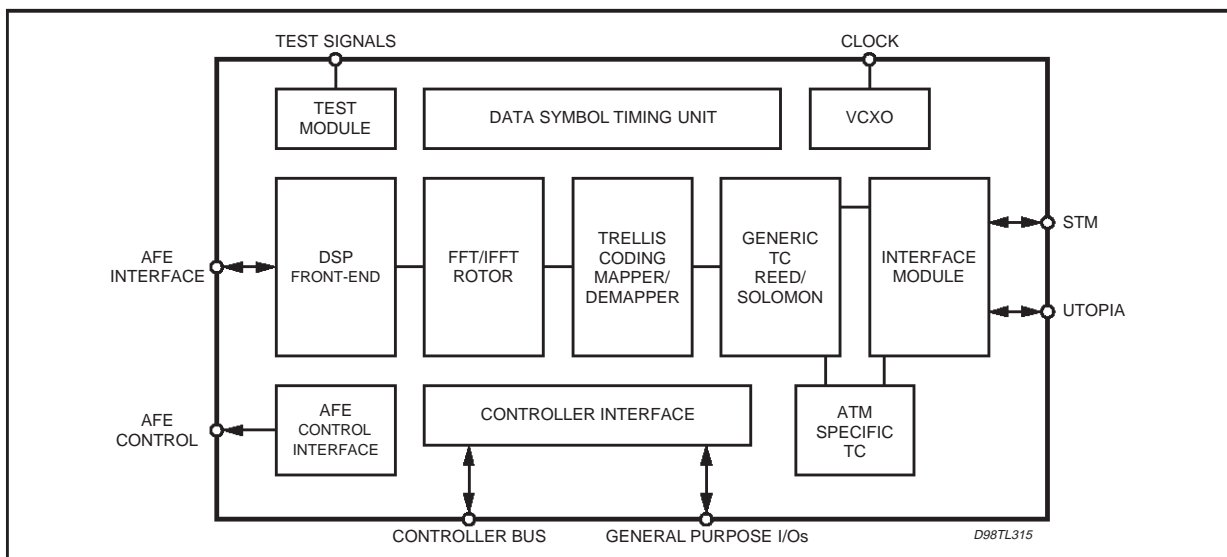 TEST SIGNALS
CLOCK
TEST
MODULE
DATA SYMBOL TIMING UNIT
VCXO
AFE
INTERFACE
DSP
FRONT-END
FFT/IFFT
ROTOR
TRELLIS
CODING
MAPPER/
DEMAPPER
GENERIC
TC
REED/
SOLOMON
INTERFACE
MODULE
STM
UTOPIA
AFE
CONTROL
AFE
CONTROL
INTERFACE
CONTROLLER INTERFACE
ATM
SPECIFIC
TC
CONTROLLER BUS
GENERAL PURPOSE I/Os
D98TL315